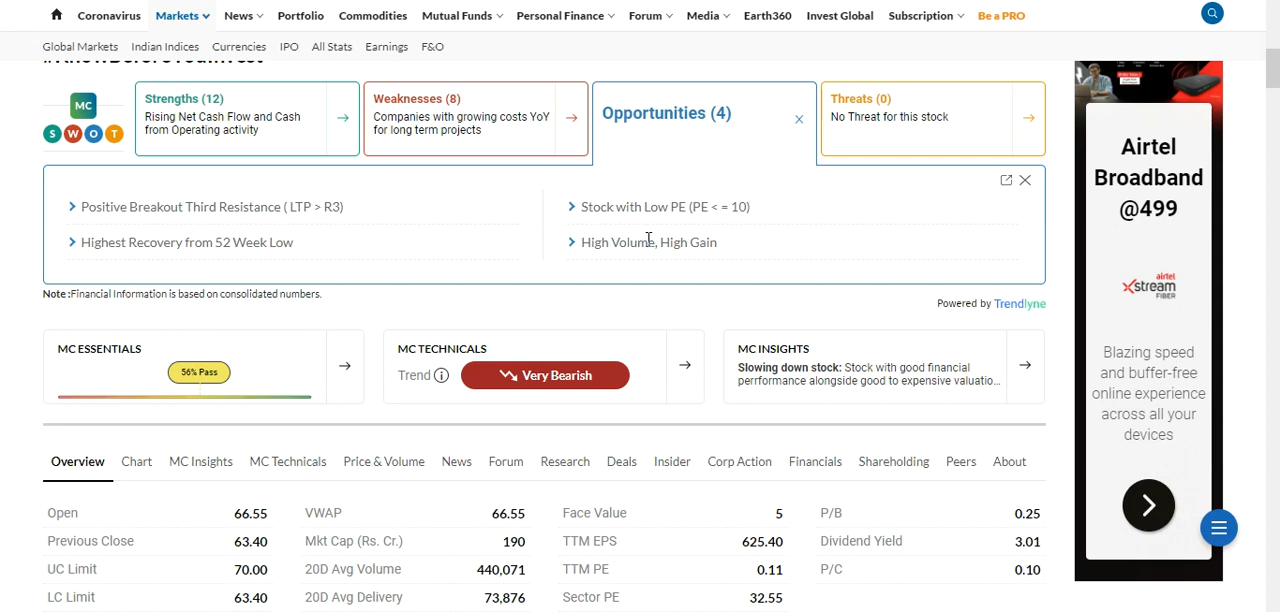 Coronavirus Markets News Portfolio Commodities Mutual Funds Personal Finance Forum Media Earth360 Invest Global Subscription Be a PRO
Global Markets Indian Indices Currencies IPO All Stats Earnings F&O
MC
S W O T
Strengths (12)
Rising Net Cash Flow and Cash
from Operating activity
Weaknesses (8)
Companies with growing costs YoY
for long term projects
Opportunities (4)
Threats (0)
No Threat for this stock
Positive Breakout Third Resistance ( LTP > R3)
Stock with Low PE (PE < = 10)
Highest Recovery from 52 Week Low
High Volume, High Gain
Note :Financial Information is based on consolidated numbers.
Powered by Trendlyne
MC ESSENTIALS
56% Pass
MC TECHNICALS
Trend Very Bearish
MC INSIGHTS
Slowing down stock: Stock with good financial
perrformance alongside good to expensive valuatio...
Overview Chart MC Insights MC Technicals Price & Volume News Forum Research Deals Insider Corp Action Financials Shareholding Peers About
Open 66.55 VWAP 66.55 Face Value 5 P/B 0.25
Previous Close 63.40 Mkt Cap (Rs. Cr.) 190 TTM EPS 625.40 Dividend Yield 3.01
UC Limit 70.00 20D Avg Volume 440,071 TTM PE 0.11 P/C 0.10
LC Limit 63.40 20D Avg Delivery 73,876 Sector PE 32.55
Airtel
Broadband
@499
airtel
xstream
FIBER
Blazing speed
and buffer-free
online experience
across all your
devices